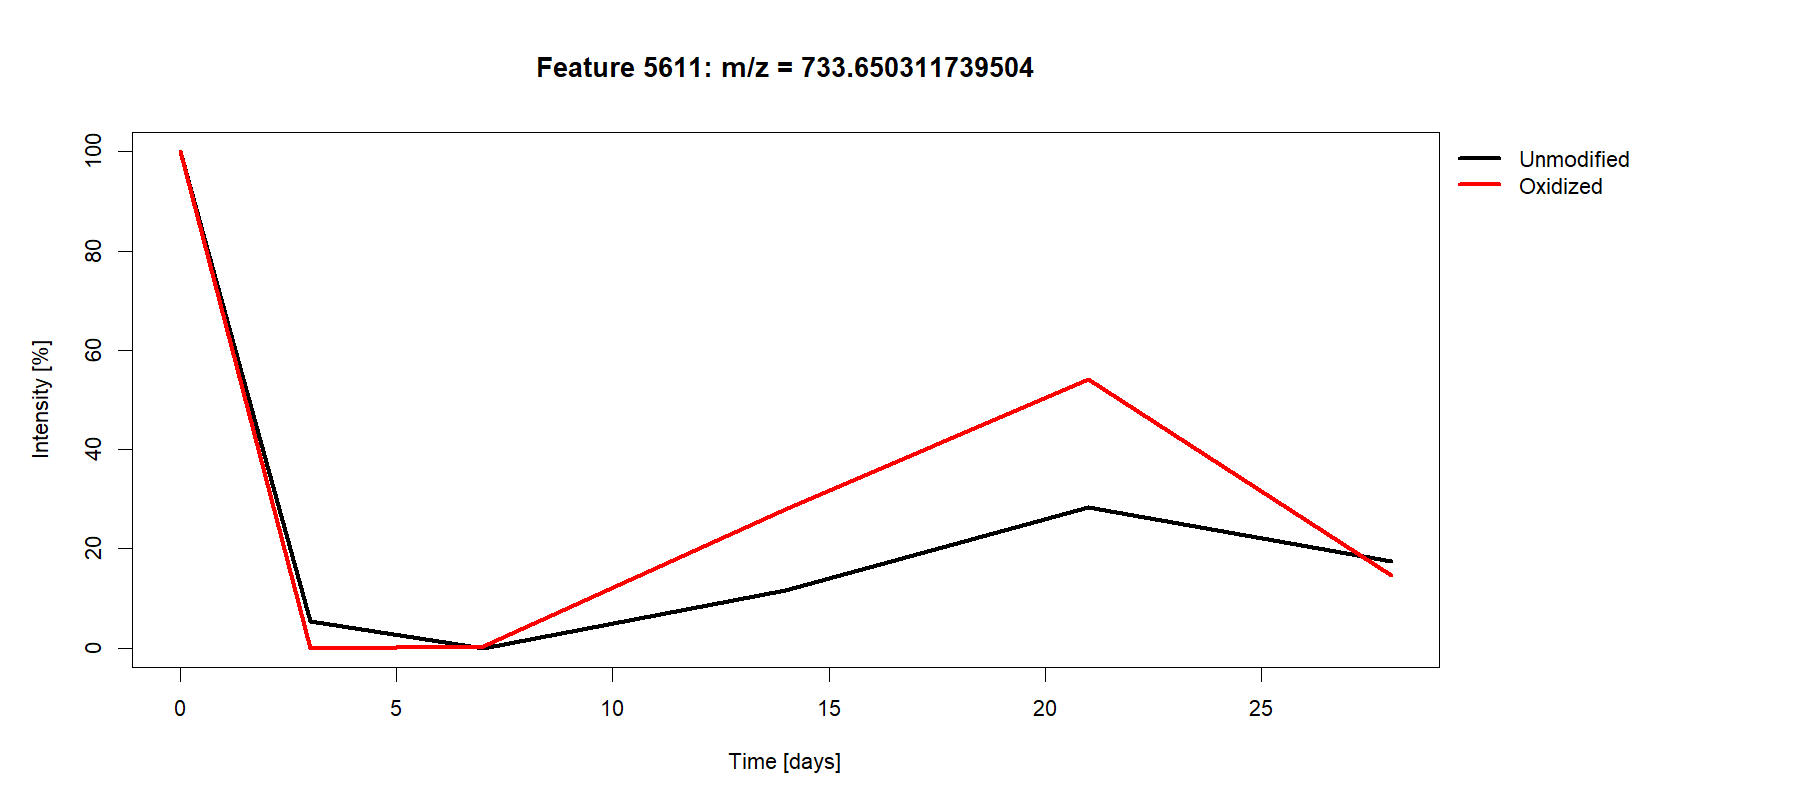 Feature 5611: m/z = 733.650311739504
Unmodified
Oxidized
Intensity [%]
100
80
60
40
20
0
0 5 10 15 20 25
Time [days]